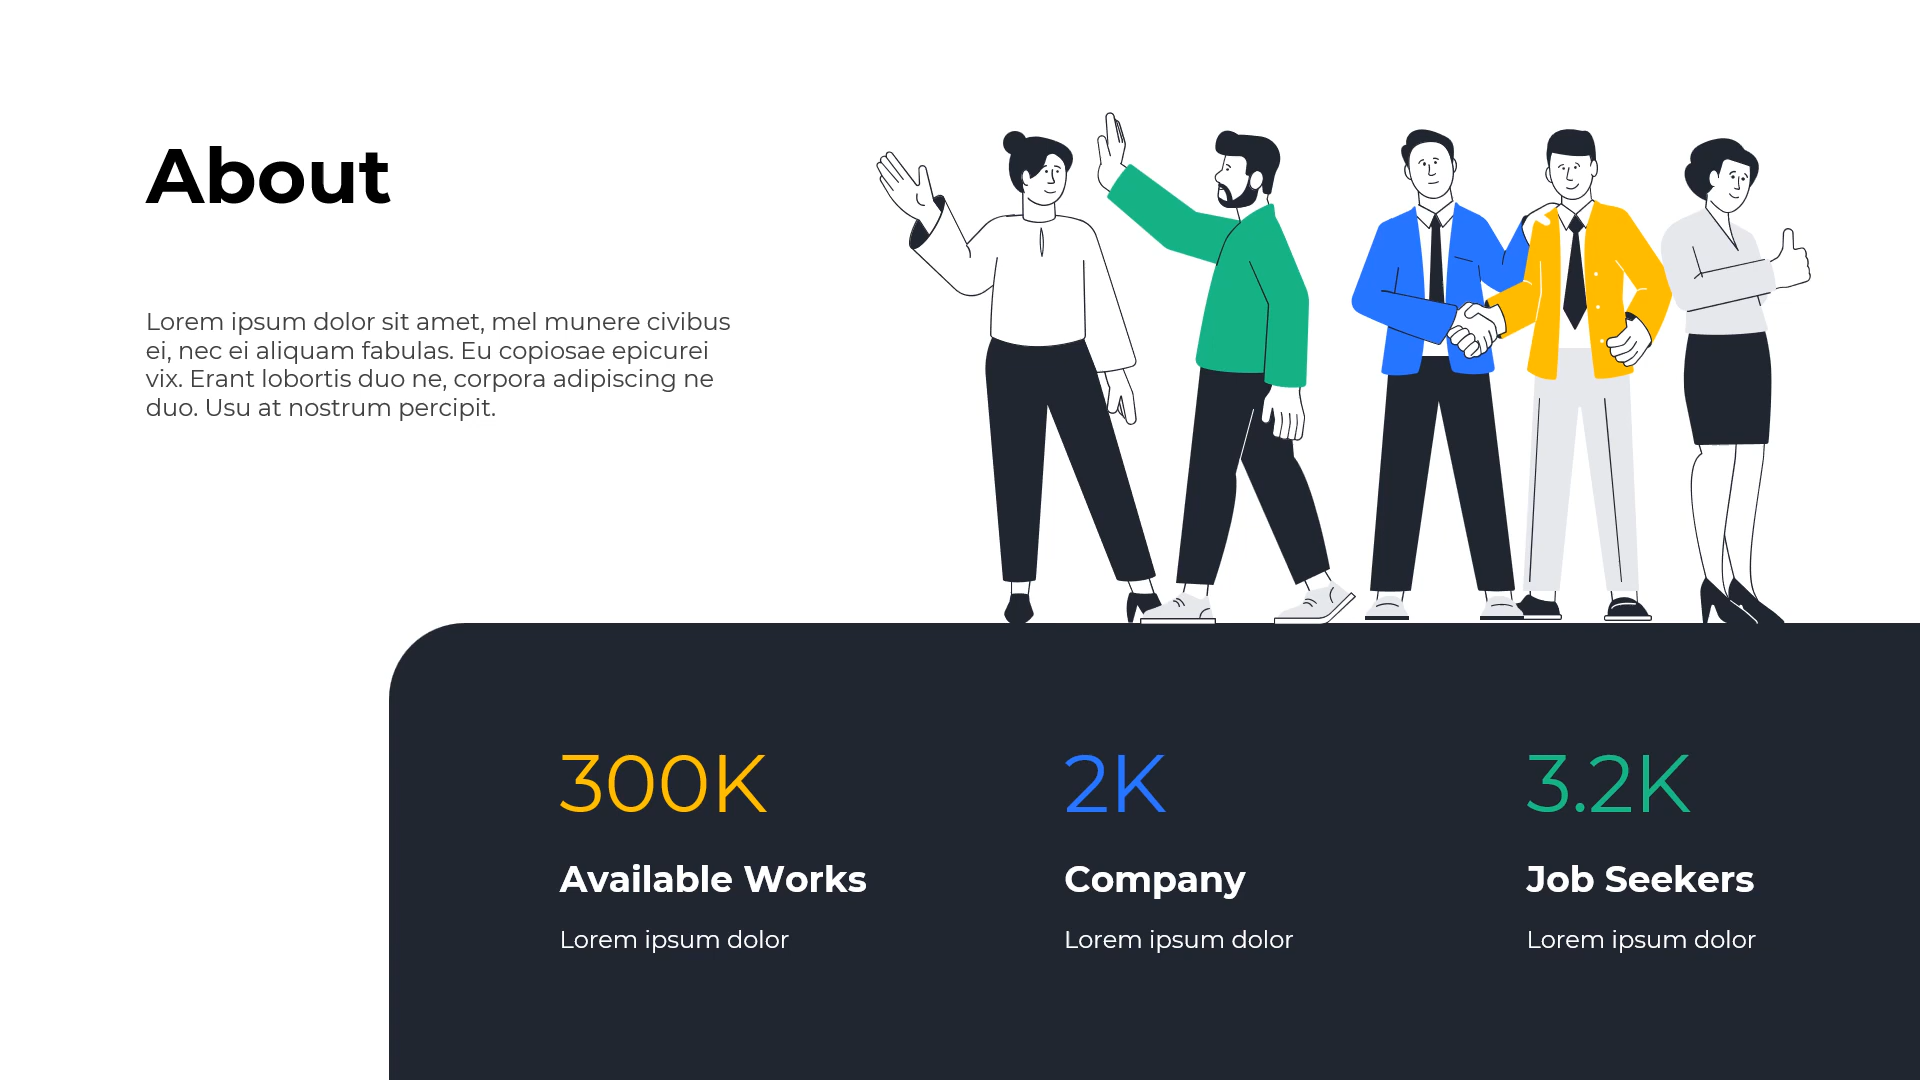 About
Lorem ipsum dolor sit amet, mel munere civibus
ei, nec ei aliquam fabulas. Eu copiosae epicurei
vix. Erant lobortis duo ne, corpora adipiscing ne
duo. Usu at nostrum percipit.
300K
Available Works
Lorem ipsum dolor
2K
Company
Lorem ipsum dolor
3.2K
Job Seekers
Lorem ipsum dolor